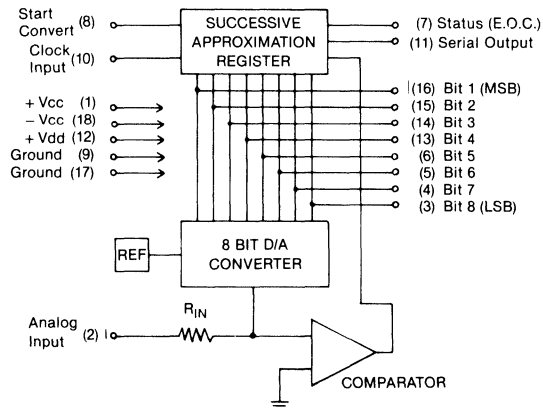 Start
Convert (8)
Clock
Input (10)
SUCCESSIVE
APPROXIMATION
REGISTER
(7) Status (E.O.C.)
(11) Serial Output
+ Vcc (1)
− Vcc (18)
+ Vdd (12)
Ground (9)
Ground (17)
(16) Bit 1 (MSB)
(15) Bit 2
(14) Bit 3
(13) Bit 4
(6) Bit 5
(5) Bit 6
(4) Bit 7
(3) Bit 8 (LSB)
REF
8 BIT D/A
CONVERTER
Analog
Input (2)
RIN
COMPARATOR